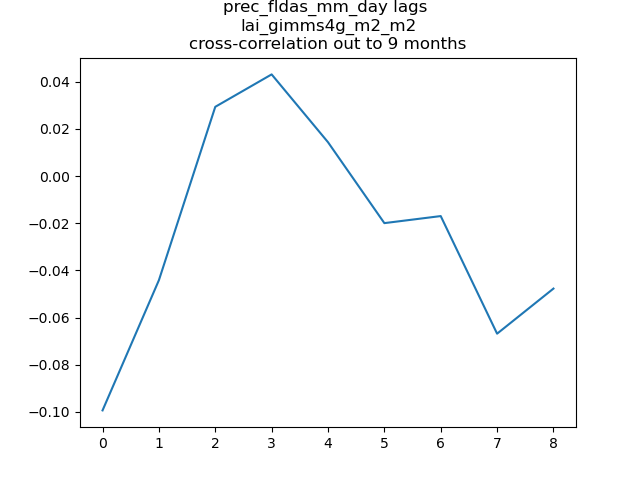 prec_fldas_mm_day lags
lai_gimms4g_m2_m2
cross-correlation out to 9 months
0.04
0.02
0.00
−0.02
−0.04
−0.06
−0.08
−0.10
0 1 2 3 4 5 6 7 8